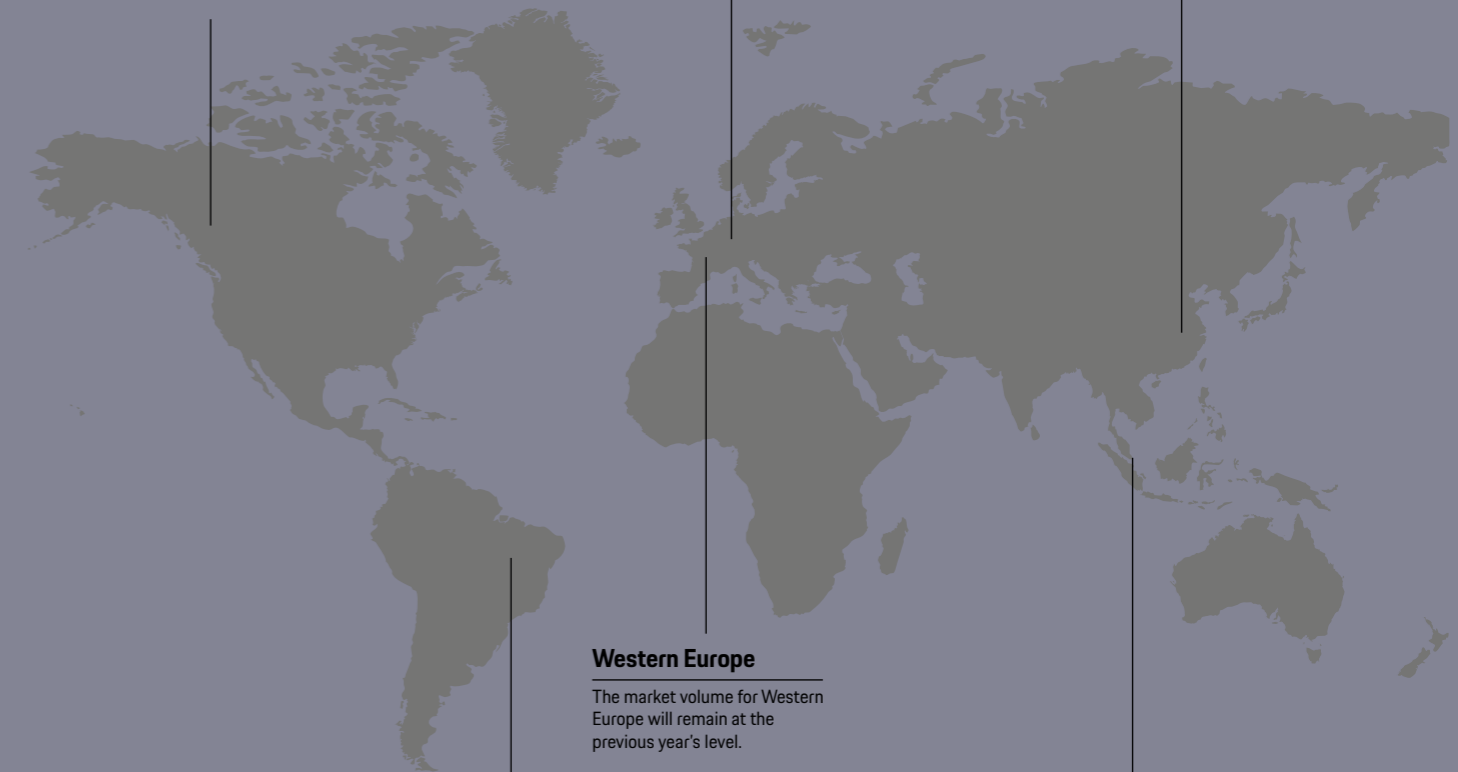 Western Europe
The market volume for Western
Europe will remain at the
previous year's level.